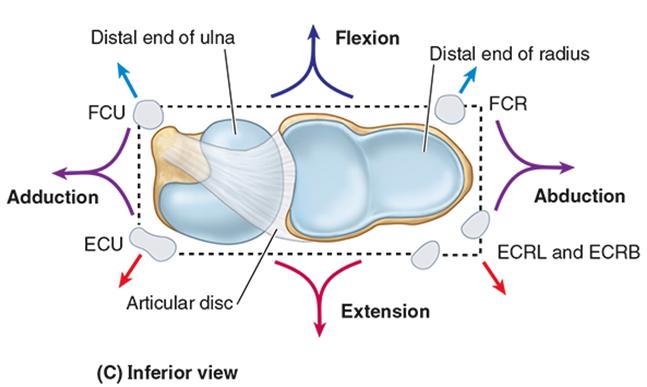 Distal end of ulna
Flexion
Distal end of radius
FCU
FCR
Adduction
Abduction
ECU
ECRL and ECRB
Articular disc
Extension
(C) Inferior view